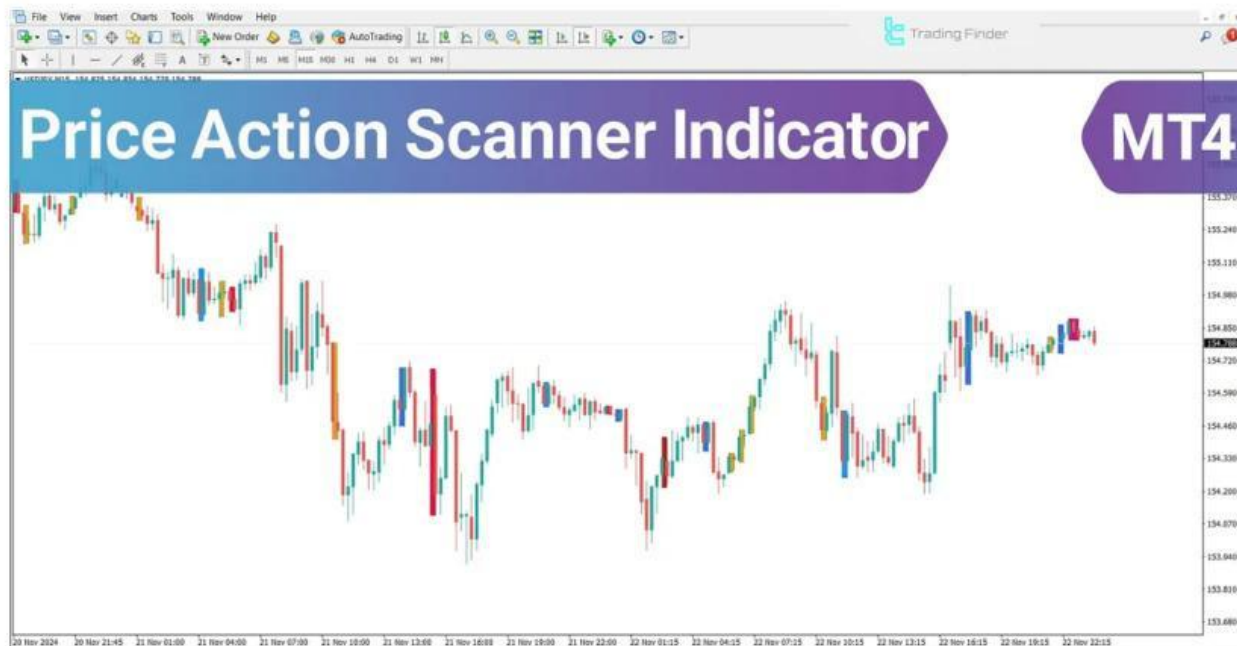 File View Insert Charts Tools Window Help
New Order AutoTrading
Trading Finder
M1 M5 M15 M30 H1 H4 D1 W1 MN
Price Action Scanner Indicator
MT4
155.370
155.240
155.110
154.980
154.850
154.788
154.720
154.590
154.460
154.330
154.200
154.070
153.940
153.810
153.680
20 Nov 2024 20 Nov 21:45 21 Nov 01:00 21 Nov 04:00 21 Nov 07:00 21 Nov 10:00 21 Nov 13:00 21 Nov 16:00 21 Nov 19:00 21 Nov 22:00 22 Nov 01:15 22 Nov 04:15 22 Nov 07:15 22 Nov 10:15 22 Nov 13:15 22 Nov 16:15 22 Nov 19:15 22 Nov 22:15